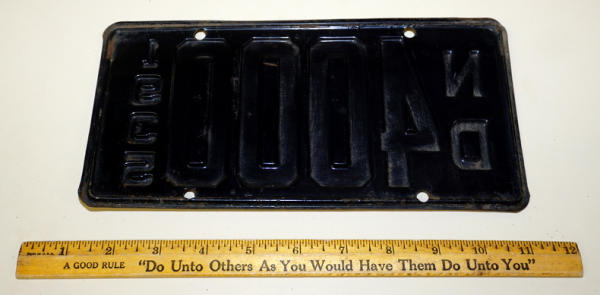 ND
4000
1932
1 2 3 4 5 6 7 8 9 10 11 12
A GOOD RULE "Do Unto Others As You Would Have Them Do Unto You"